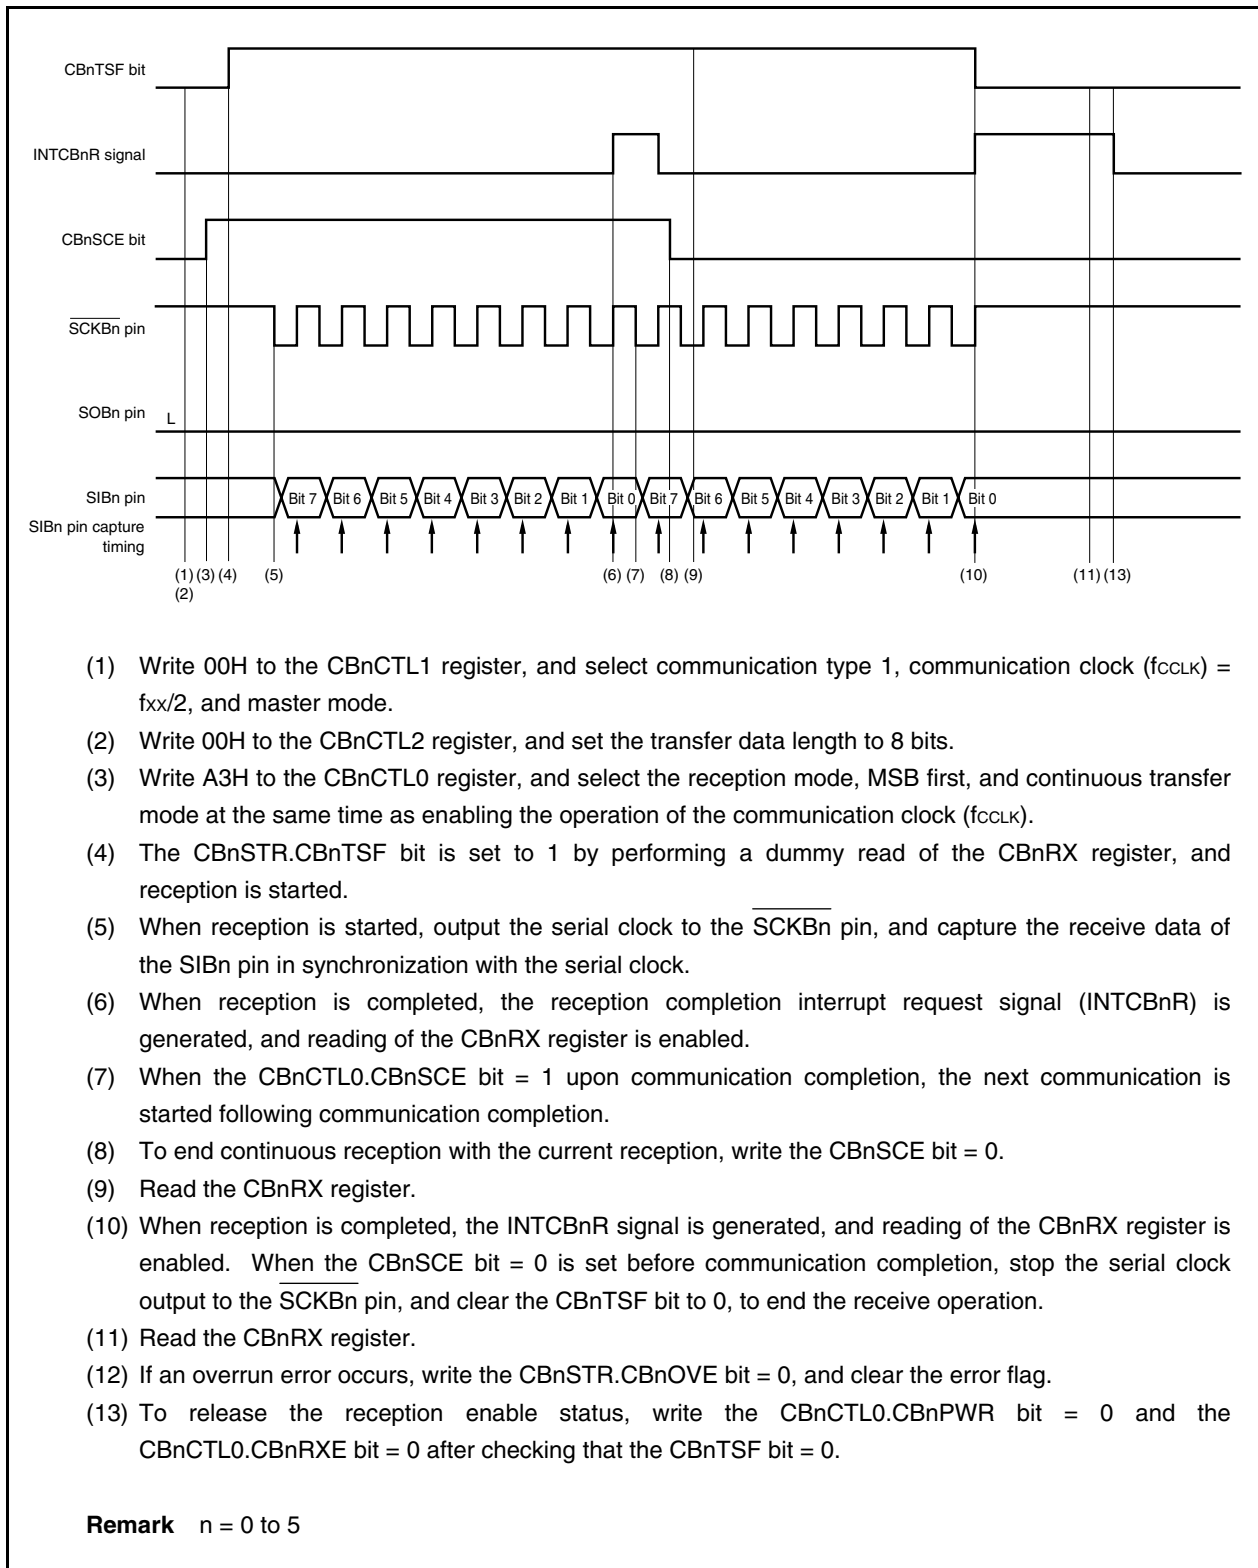 CBnTSF bit
INTCBnR signal
CBnSCE bit
SCKBn pin
SOBn pin L
SIBn pin Bit 7 Bit 6 Bit 5 Bit 4 Bit 3 Bit 2 Bit 1 Bit 0 Bit 7 Bit 6 Bit 5 Bit 4 Bit 3 Bit 2 Bit 1 Bit 0
SIBn pin capture
timing
(1) (3) (4) (5) (6) (7) (8) (9) (10) (11) (13)
(2)
(1) Write 00H to the CBnCTL1 register, and select communication type 1, communication clock (fCCLK) =
fxx/2, and master mode.
(2) Write 00H to the CBnCTL2 register, and set the transfer data length to 8 bits.
(3) Write A3H to the CBnCTL0 register, and select the reception mode, MSB first, and continuous transfer
mode at the same time as enabling the operation of the communication clock (fCCLK).
(4) The CBnSTR.CBnTSF bit is set to 1 by performing a dummy read of the CBnRX register, and
reception is started.
(5) When reception is started, output the serial clock to the SCKBn pin, and capture the receive data of
the SIBn pin in synchronization with the serial clock.
(6) When reception is completed, the reception completion interrupt request signal (INTCBnR) is
generated, and reading of the CBnRX register is enabled.
(7) When the CBnCTL0.CBnSCE bit = 1 upon communication completion, the next communication is
started following communication completion.
(8) To end continuous reception with the current reception, write the CBnSCE bit = 0.
(9) Read the CBnRX register.
(10) When reception is completed, the INTCBnR signal is generated, and reading of the CBnRX register is
enabled. When the CBnSCE bit = 0 is set before communication completion, stop the serial clock
output to the SCKBn pin, and clear the CBnTSF bit to 0, to end the receive operation.
(11) Read the CBnRX register.
(12) If an overrun error occurs, write the CBnSTR.CBnOVE bit = 0, and clear the error flag.
(13) To release the reception enable status, write the CBnCTL0.CBnPWR bit = 0 and the
CBnCTL0.CBnRXE bit = 0 after checking that the CBnTSF bit = 0.
Remark n = 0 to 5